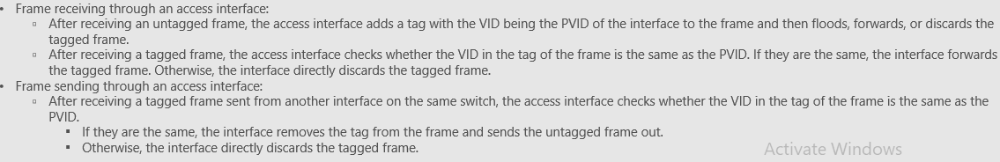 • Frame receiving through an access interface:
▫ After receiving an untagged frame, the access interface adds a tag with the VID being the PVID of the interface to the frame and then floods, forwards, or discards the
tagged frame.
▫ After receiving a tagged frame, the access interface checks whether the VID in the tag of the frame is the same as the PVID. If they are the same, the interface forwards
the tagged frame. Otherwise, the interface directly discards the tagged frame.
• Frame sending through an access interface:
▫ After receiving a tagged frame sent from another interface on the same switch, the access interface checks whether the VID in the tag of the frame is the same as the
PVID.
▪ If they are the same, the interface removes the tag from the frame and sends the untagged frame out.
▪ Otherwise, the interface directly discards the tagged frame.
Activate Windows